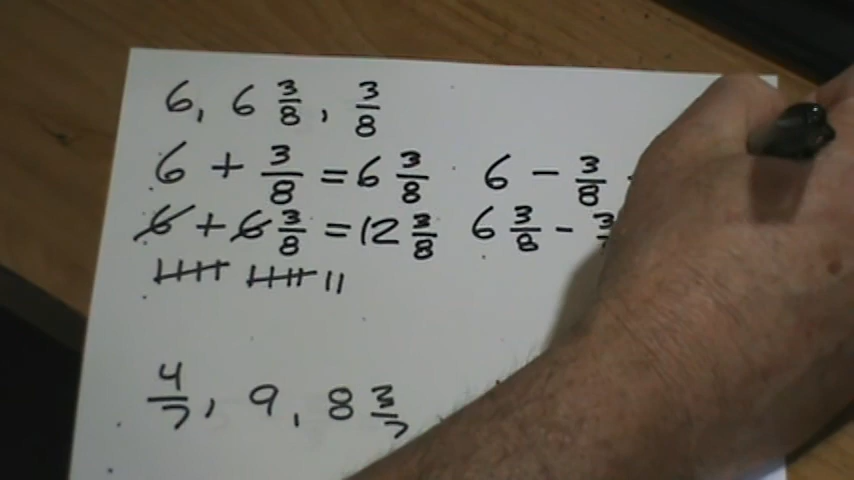 6, 6 3/8, 3/8
6 + 3/8 = 6 3/8 6 - 3/8
6 + 6 3/8 = 12 3/8 6 3/8 -
4/7, 9, 8 3/7